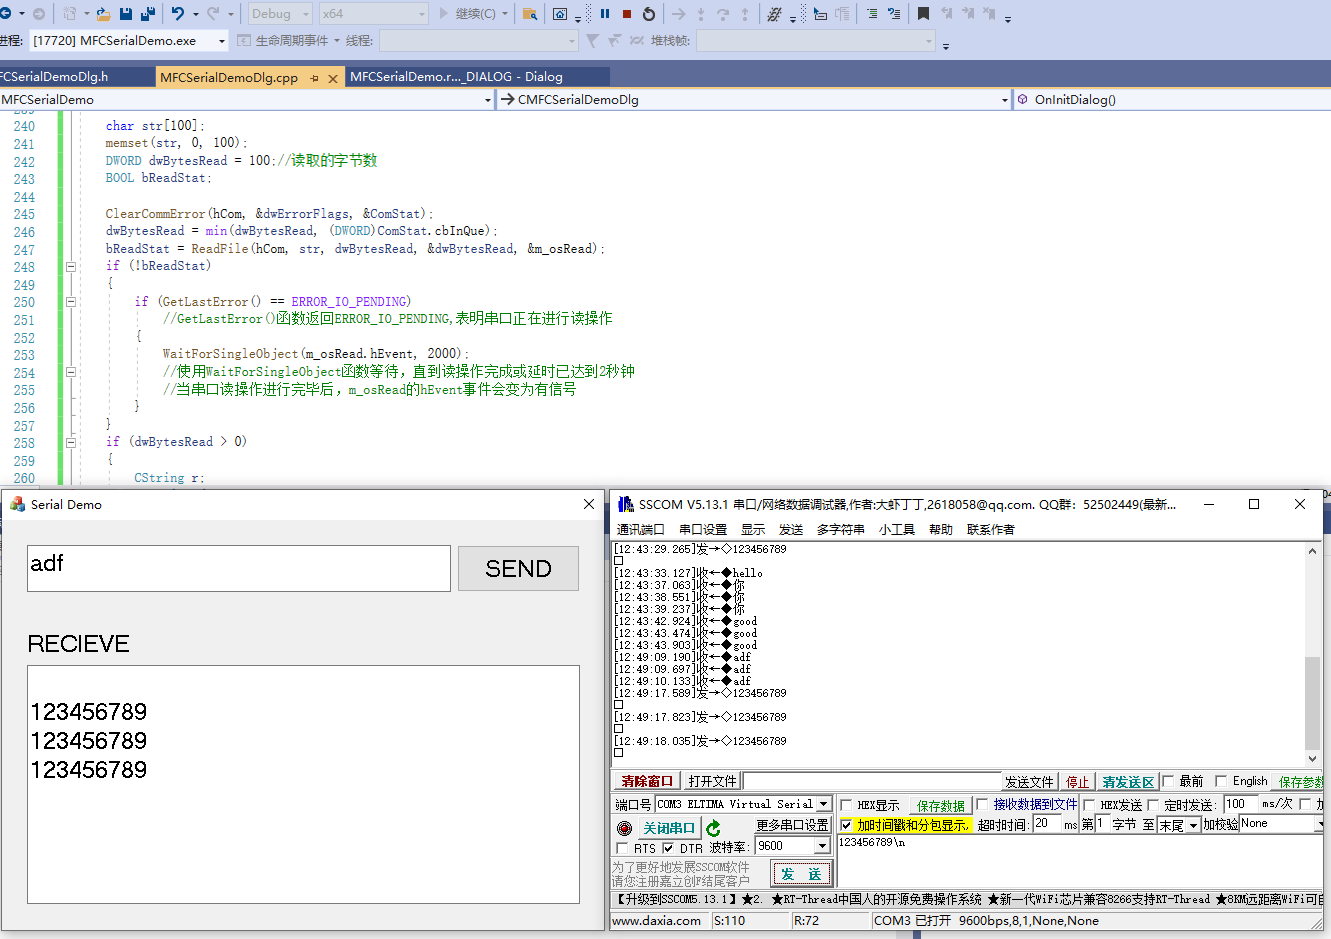 Debug
x64
继续(C)
进程:
[17720] MFCSerialDemo.exe
生命周期事件
线程:
堆栈帧:
FCSerialDemoDlg.h
MFCSerialDemoDlg.cpp
MFCSerialDemo.r..._DIALOG - Dialog
MFCSerialDemo
CMFCSerialDemoDlg
OnInitDialog()
240 char str[100];
241 memset(str, 0, 100);
242 DWORD dwBytesRead = 100;//读取的字节数
243 BOOL bReadStat;
244
245 ClearCommError(hCom, &dwErrorFlags, &ComStat);
246 dwBytesRead = min(dwBytesRead, (DWORD)ComStat.cbInQue);
247 bReadStat = ReadFile(hCom, str, dwBytesRead, &dwBytesRead, &m_osRead);
248 if (!bReadStat)
249 {
250 if (GetLastError() == ERROR_IO_PENDING)
251 //GetLastError()函数返回ERROR_IO_PENDING,表明串口正在进行读操作
252 {
253 WaitForSingleObject(m_osRead.hEvent, 2000);
254 //使用WaitForSingleObject函数等待，直到读操作完成或延时已达到2秒钟
255 //当串口读操作进行完毕后，m_osRead的hEvent事件会变为有信号
256 }
257 }
258 if (dwBytesRead > 0)
259 {
260 CString r;
Serial Demo
adf
SEND
RECIEVE
123456789
123456789
123456789
SSCOM V5.13.1 串口/网络数据调试器,作者:大虾丁丁,2618058@qq.com. QQ群: 52502449(最新...
通讯端口 串口设置 显示 发送 多字符串 小工具 帮助 联系作者
[12:43:29.265]发→◇123456789
□
[12:43:33.127]收←◆hello
[12:43:37.063]收←◆你
[12:43:38.551]收←◆你
[12:43:39.237]收←◆你
[12:43:42.924]收←◆good
[12:43:43.474]收←◆good
[12:43:43.903]收←◆good
[12:49:09.190]收←◆adf
[12:49:09.697]收←◆adf
[12:49:10.133]收←◆adf
[12:49:17.589]发→◇123456789
□
[12:49:17.823]发→◇123456789
□
[12:49:18.035]发→◇123456789
□
清除窗口 打开文件 发送文件 停止 清发送区 最前 English 保存参数
端口号 COM3 ELTIMA Virtual Serial HEX显示 保存数据 接收数据到文件 HEX发送 定时发送: 100 ms/次
关闭串口 更多串口设置 加时间戳和分包显示, 超时时间: 20 ms 第 1 字节 至 末尾 加校验 None
RTS DTR 波特率: 9600
123456789\n
为了更好地发展SSCOM软件
请您注册嘉立创F结尾客户
发 送
【升级到SSCOM5.13.1】★2. ★RT-Thread中国人的开源免费操作系统 ★新一代WiFi芯片兼容8266支持RT-Thread ★8KM远距离WiFi可自
www.daxia.com S:110 R:72 COM3 已打开 9600bps,8,1,None,None